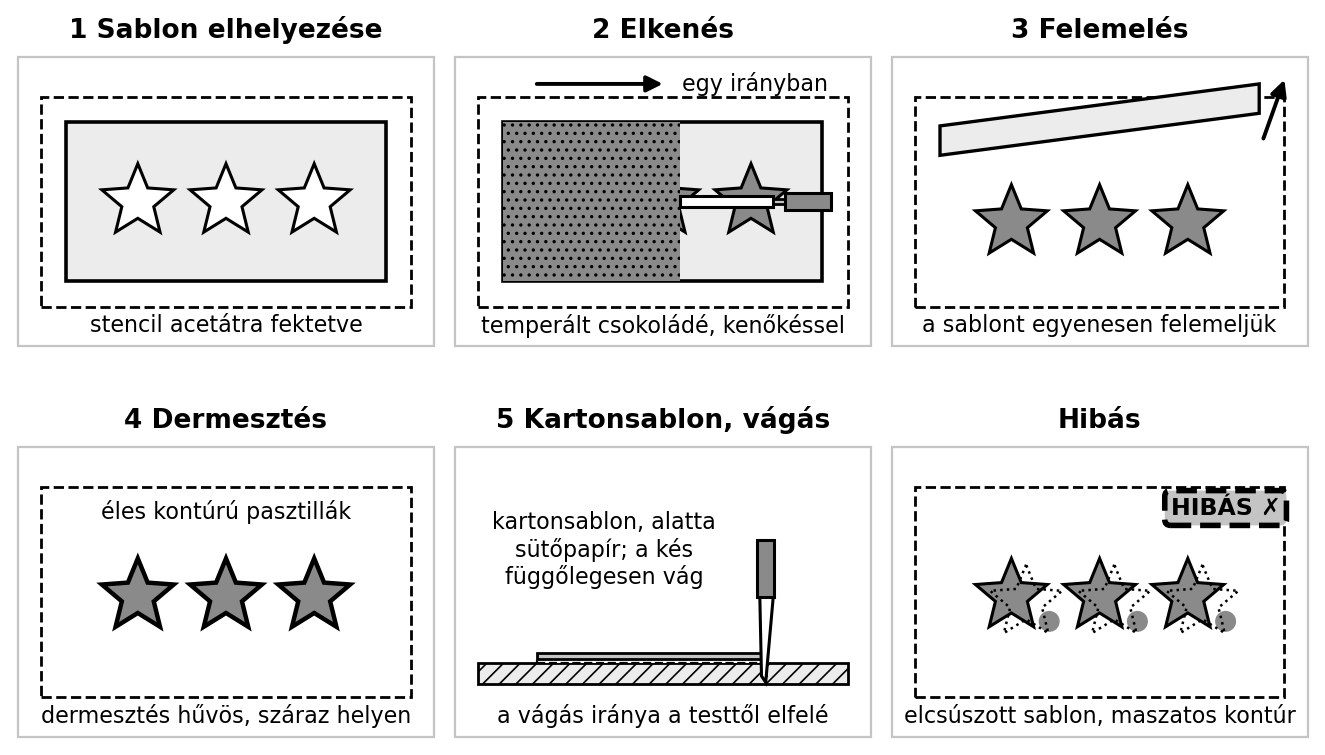 1 Sablon elhelyezése
stencil acetátra fektetve
2 Elkenés
egy irányban
temperált csokoládé, kenőkéssel
3 Felemelés
a sablont egyenesen felemeljük
4 Dermesztés
éles kontúrú pasztillák
dermesztés hűvös, száraz helyen
5 Kartonsablon, vágás
kartonsablon, alatta
sütőpapír; a kés
függőlegesen vág
a vágás iránya a testtől elfelé
Hibás
HIBÁS ✗
elcsúszott sablon, maszatos kontúr